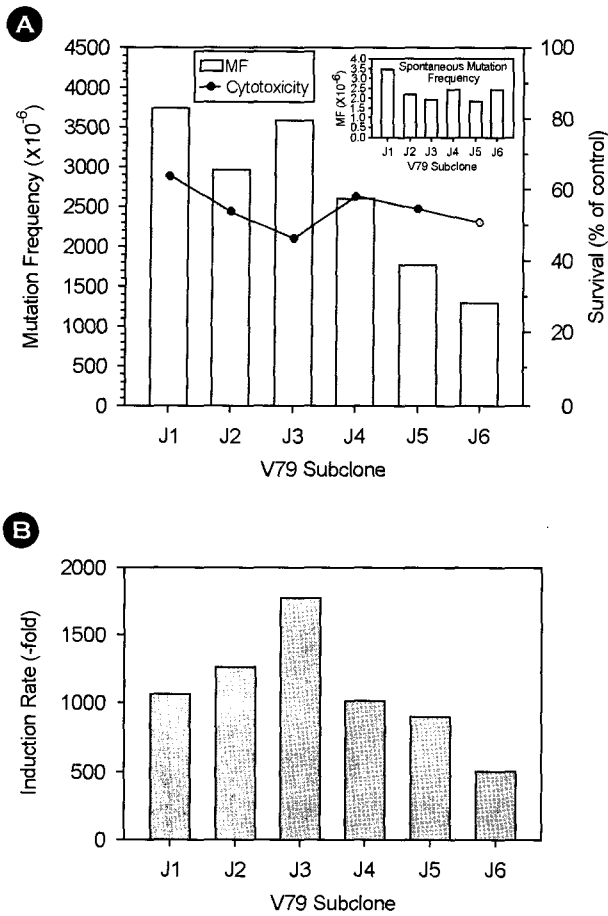 A
4500
4000
3500
3000
2500
2000
1500
1000
500
0
Mutation Frequency (x10⁻⁶)
MF
Cytotoxicity
4.0
3.5
3.0
2.5
2.0
1.5
1.0
0.5
0.0
MF (X10⁻⁶)
Spontaneous Mutation
Frequency
J1 J2 J3 J4 J5 J6
V79 Subclone
100
80
60
40
20
0
Survival (% of control)
J1 J2 J3 J4 J5 J6
V79 Subclone
B
2000
1500
1000
500
0
Induction Rate (-fold)
J1 J2 J3 J4 J5 J6
V79 Subclone